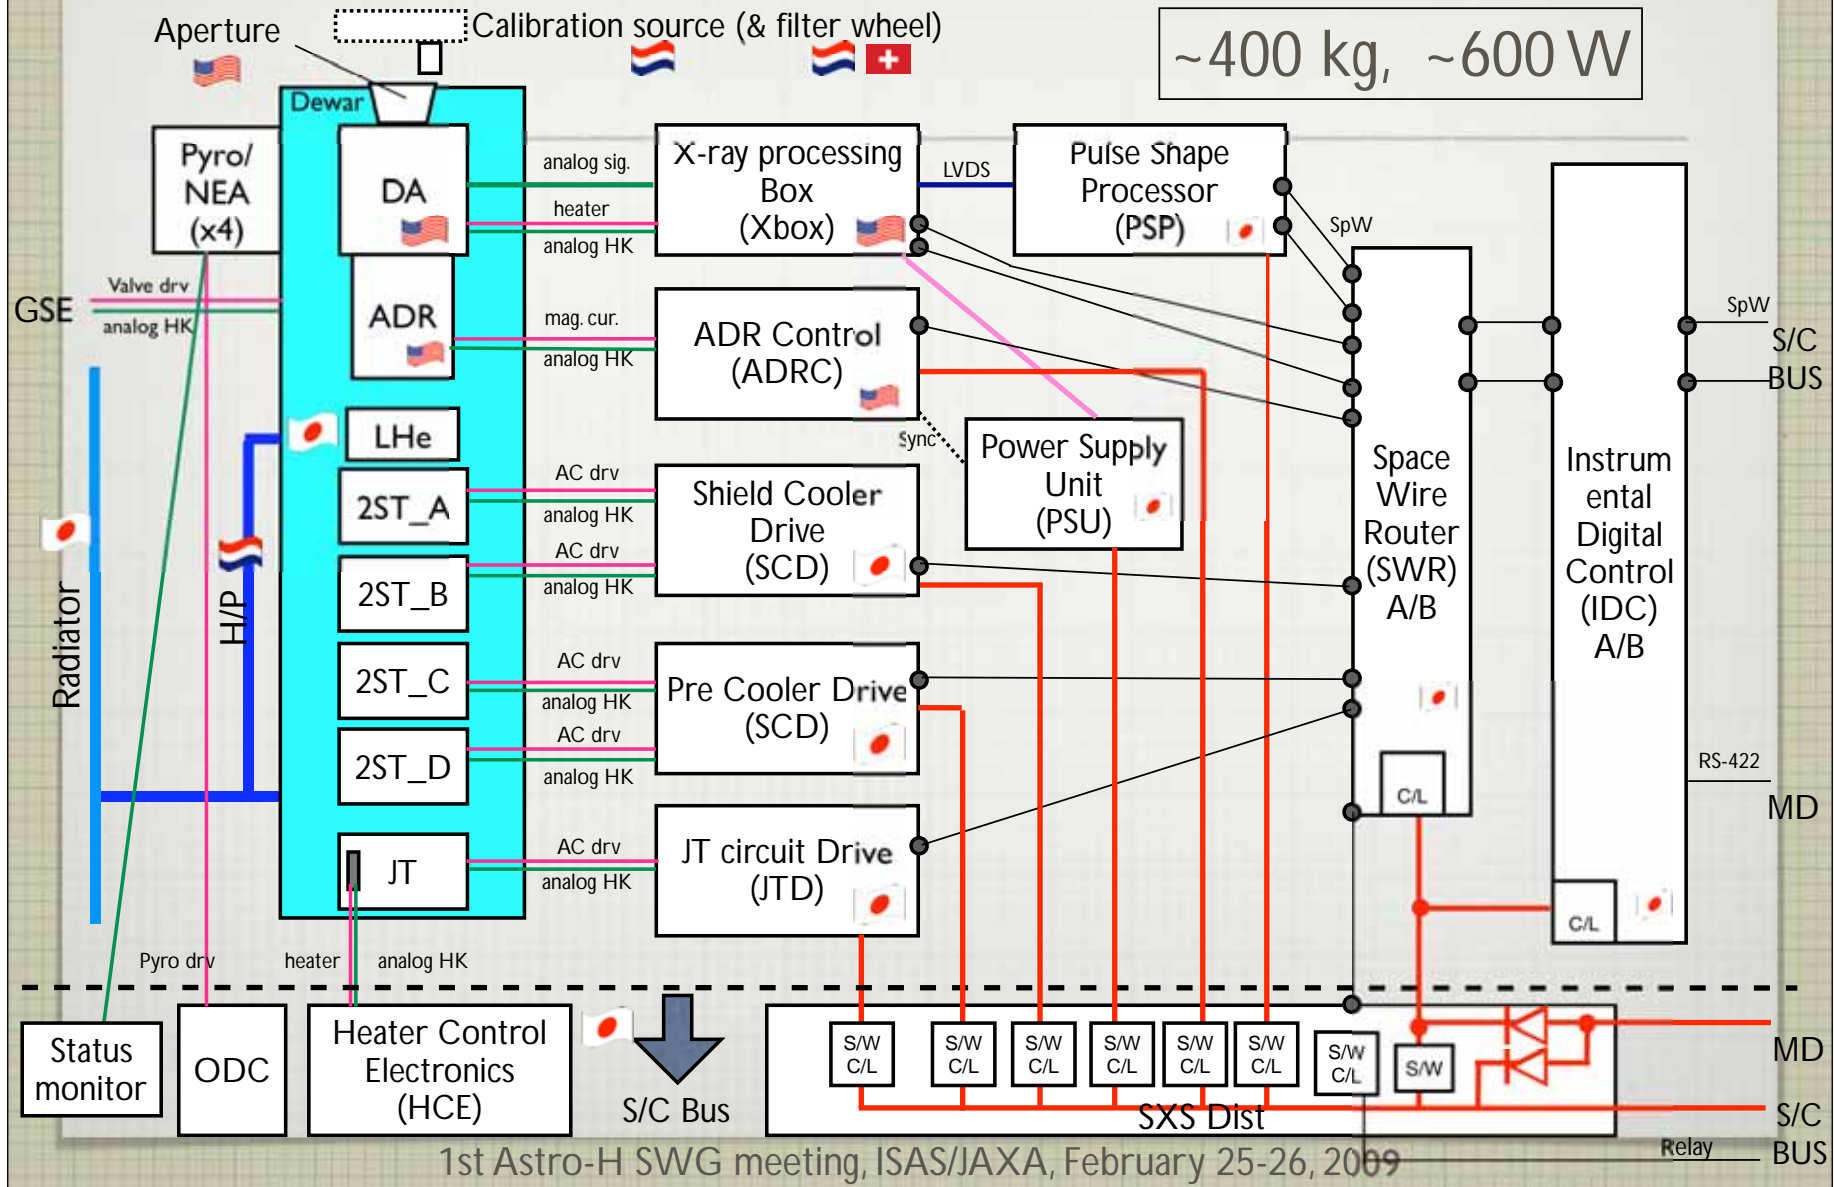 Aperture
Calibration source (& filter wheel)
~400 kg, ~600 W
Dewar
Pyro/
NEA
(x4)
DA
analog sig.
heater
analog HK
X-ray processing
Box
(Xbox)
LVDS
Pulse Shape
Processor
(PSP)
SpW
GSE
Valve drv
analog HK
ADR
mag. cur.
analog HK
ADR Control
(ADRC)
Sync
Power Supply
Unit
(PSU)
SpW
S/C
BUS
LHe
2ST_A
AC drv
analog HK
Shield Cooler
Drive
(SCD)
2ST_B
AC drv
analog HK
Space
Wire
Router
(SWR)
A/B
Instrum
ental
Digital
Control
(IDC)
A/B
Radiator
H/P
2ST_C
AC drv
analog HK
Pre Cooler Drive
(SCD)
2ST_D
AC drv
analog HK
C/L
RS-422
MD
JT
AC drv
analog HK
JT circuit Drive
(JTD)
C/L
Pyro drv
heater
analog HK
Status
monitor
ODC
Heater Control
Electronics
(HCE)
S/C Bus
S/W
C/L
S/W
C/L
S/W
C/L
S/W
C/L
S/W
C/L
S/W
C/L
S/W
C/L
S/W
SXS Dist
MD
S/C
BUS
Relay
1st Astro-H SWG meeting, ISAS/JAXA, February 25-26, 2009